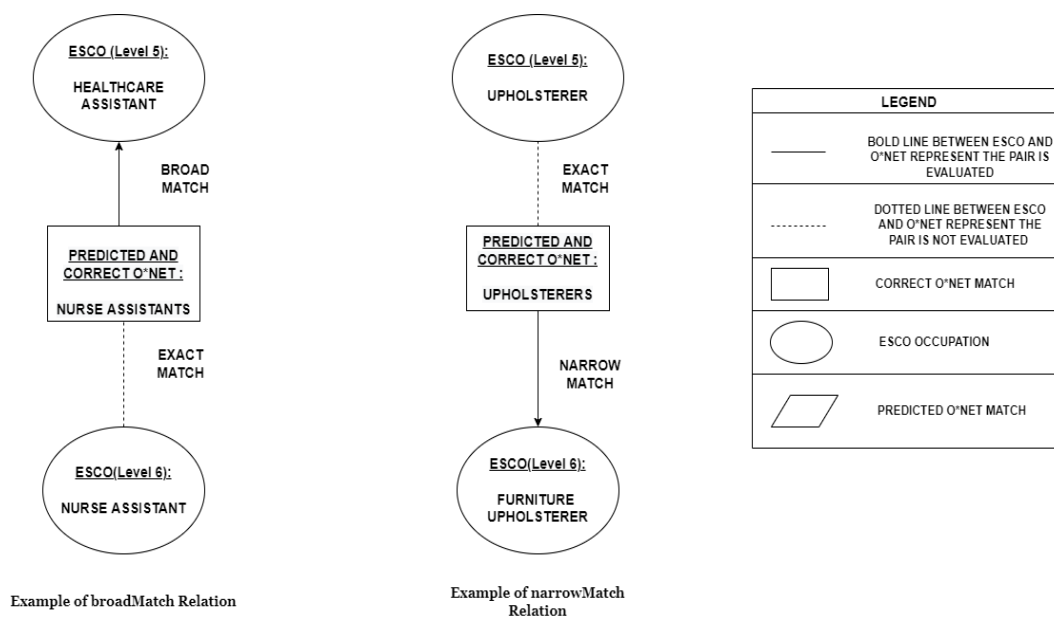 ESCO (Level 5):
HEALTHCARE
ASSISTANT
BROAD
MATCH
PREDICTED AND
CORRECT O*NET :
NURSE ASSISTANTS
EXACT
MATCH
ESCO(Level 6):
NURSE ASSISTANT
Example of broadMatch Relation
ESCO (Level 5):
UPHOLSTERER
EXACT
MATCH
PREDICTED AND
CORRECT O*NET :
UPHOLSTERERS
NARROW
MATCH
ESCO(Level 6):
FURNITURE
UPHOLSTERER
Example of narrowMatch
Relation
LEGEND
BOLD LINE BETWEEN ESCO AND
O*NET REPRESENT THE PAIR IS
EVALUATED
DOTTED LINE BETWEEN ESCO
AND O*NET REPRESENT THE
PAIR IS NOT EVALUATED
CORRECT O*NET MATCH
ESCO OCCUPATION
PREDICTED O*NET MATCH